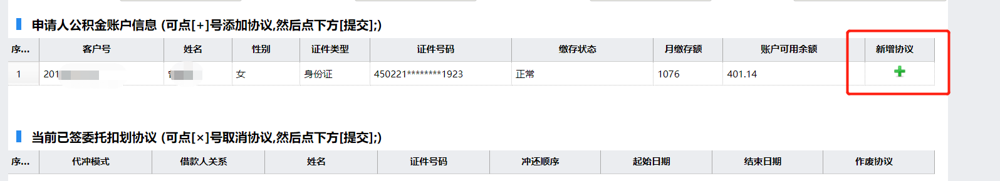 申请人公积金账户信息 (可点[+]号添加协议,然后点下方[提交];)
序... 客户号 姓名 性别 证件类型 证件号码 缴存状态 月缴存额 账户可用余额 新增协议
1 201 女 身份证 450221********1923 正常 1076 401.14
当前已签委托扣划协议 (可点[×]号取消协议,然后点下方[提交];)
序... 代冲模式 借款人关系 姓名 证件号码 冲还顺序 起始日期 结束日期 作废协议